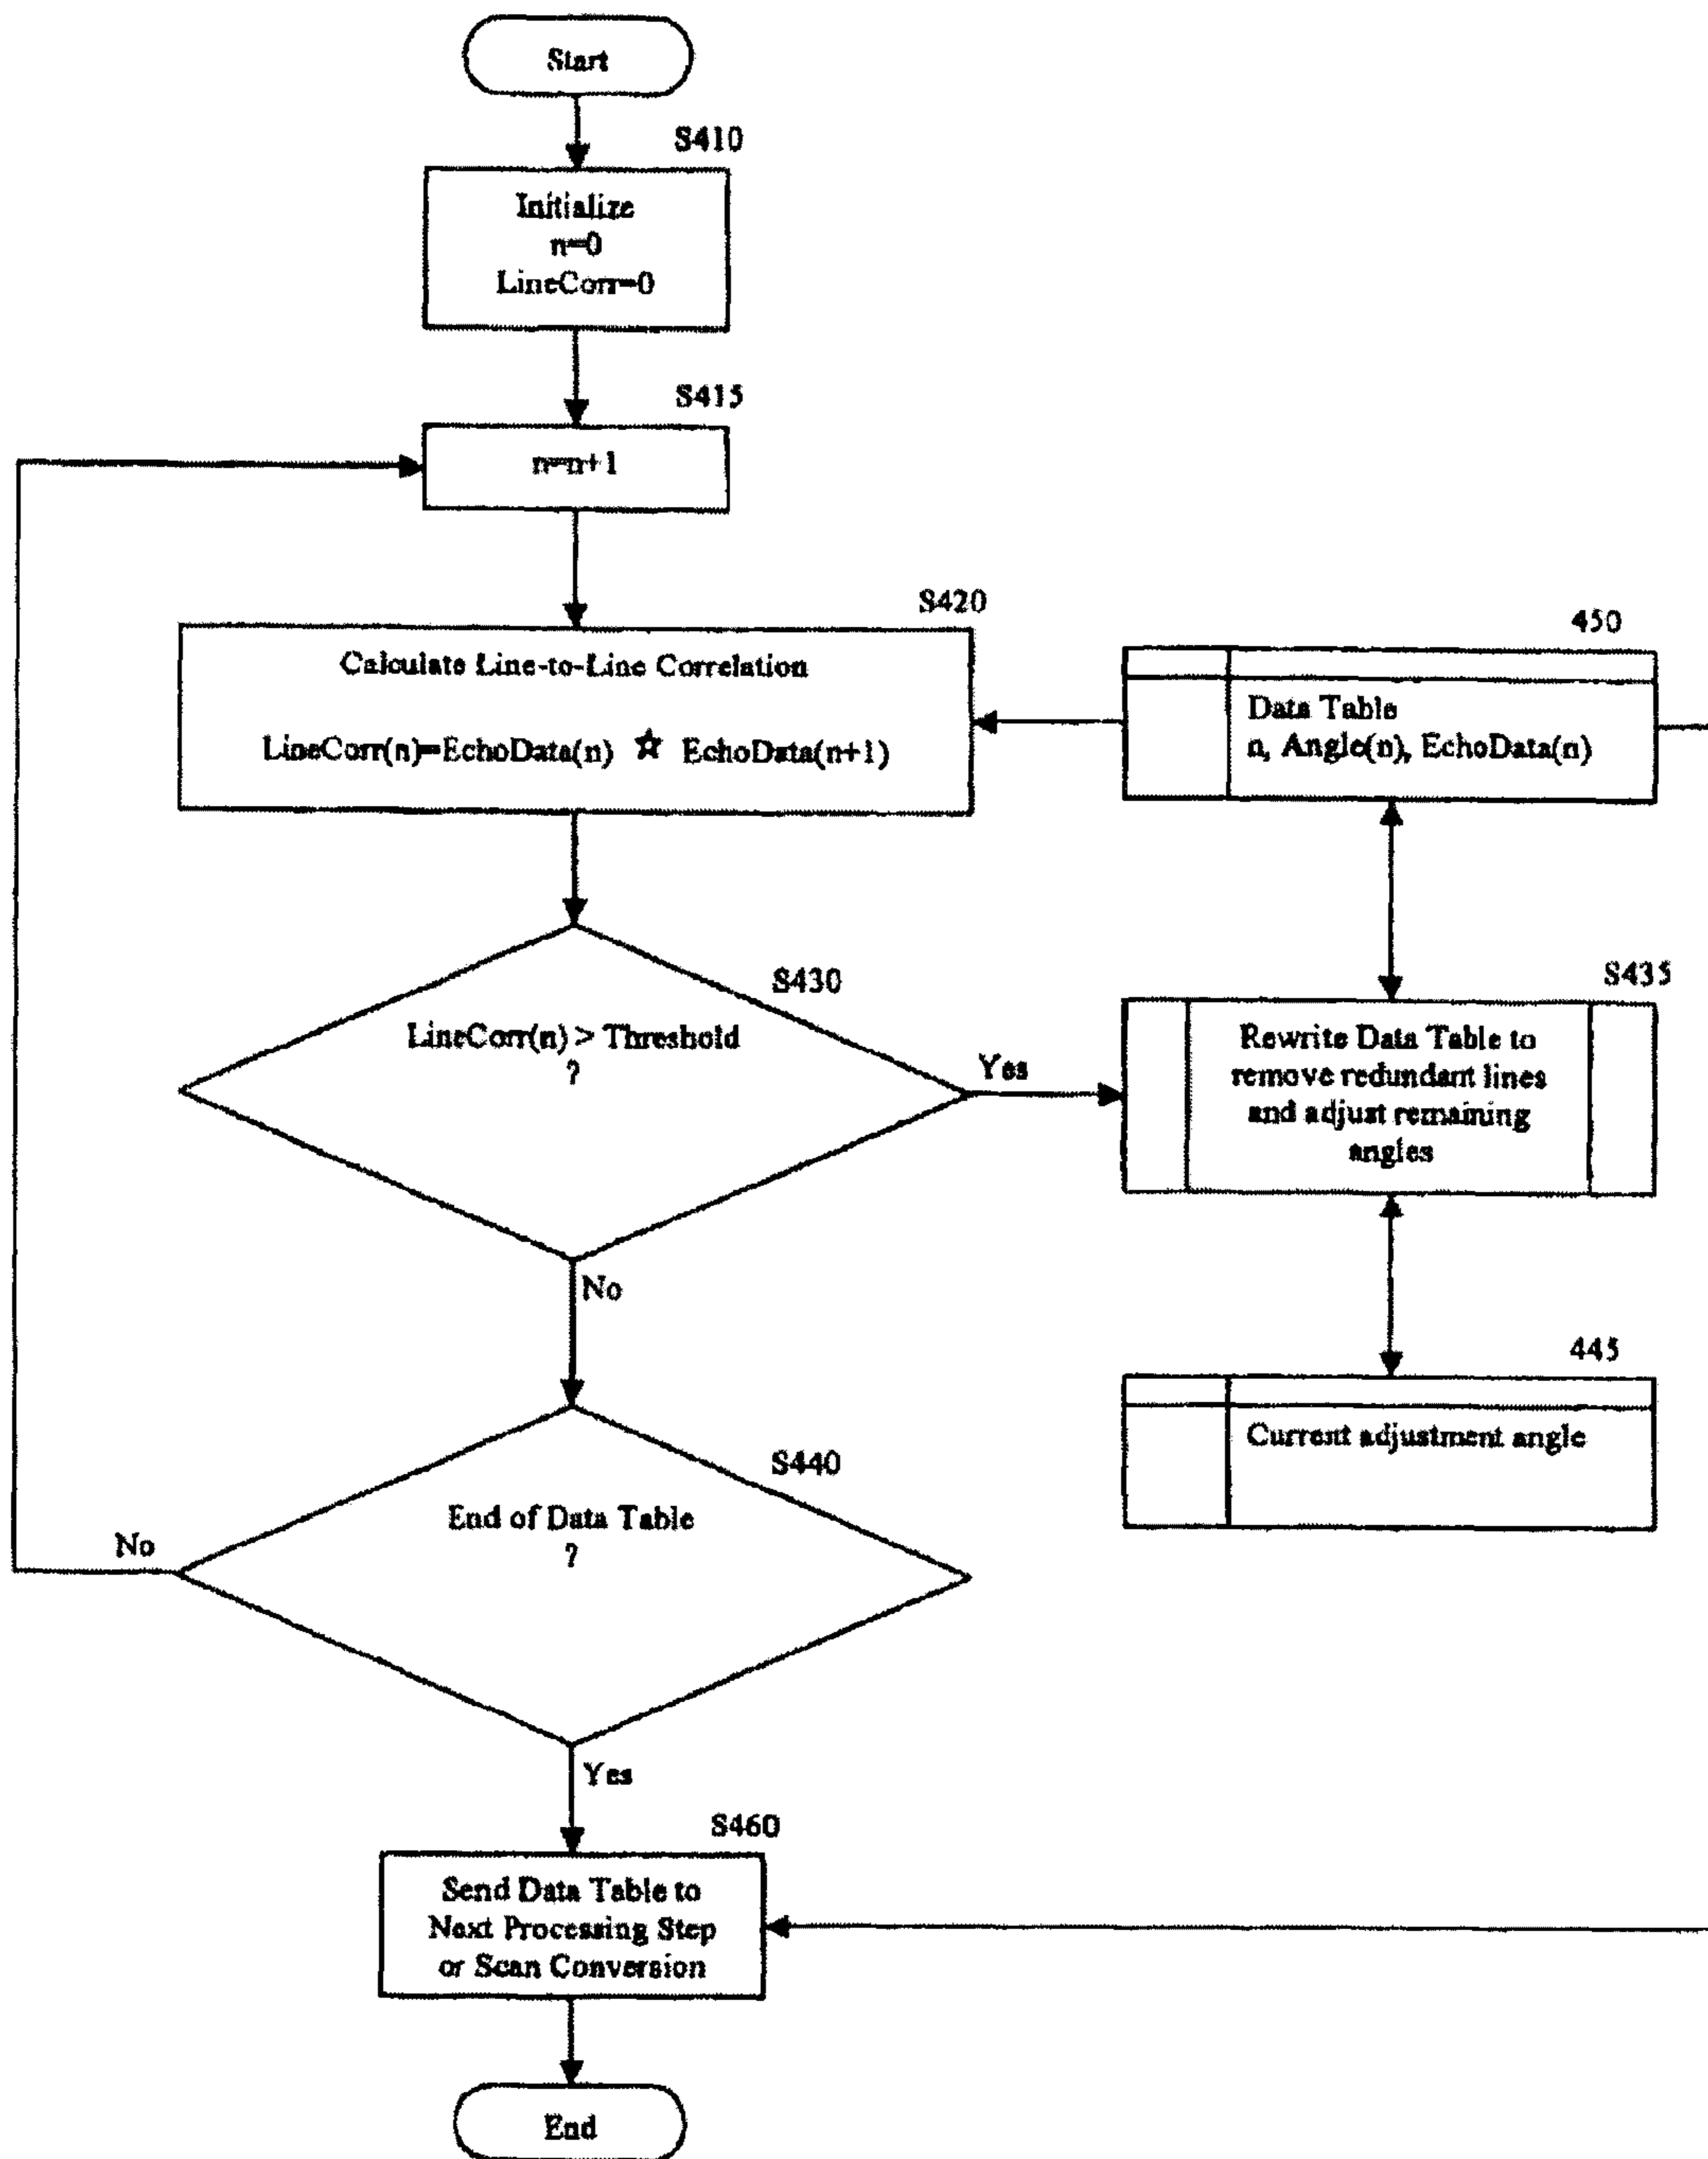 Start
S410
Initialize
n=0
LineCorr=0
S415
n=n+1
S420
Calculate Line-to-Line Correlation
LineCorr(n)=EchoData(n) ☆ EchoData(n+1)
450
Data Table
n, Angle(n), EchoData(n)
S430
LineCorr(n) > Threshold
?
Yes
No
S435
Rewrite Data Table to
remove redundant lines
and adjust remaining
angles
445
Current adjustment angle
S440
End of Data Table
?
No
Yes
S460
Send Data Table to
Next Processing Step
or Scan Conversion
End